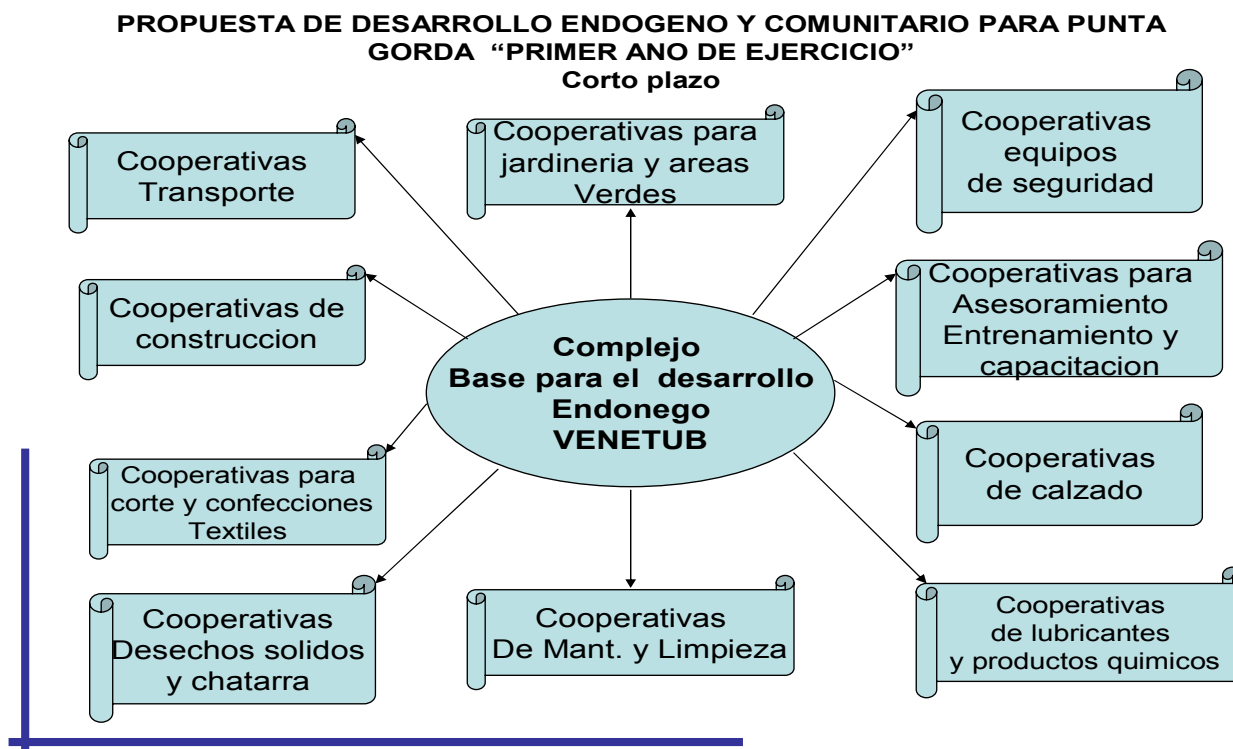 PROPUESTA DE DESARROLLO ENDOGENO Y COMUNITARIO PARA PUNTA
GORDA “PRIMER ANO DE EJERCICIO”
Corto plazo
Cooperativas
Transporte
Cooperativas para
jardineria y areas
Verdes
Cooperativas
equipos
de seguridad
Cooperativas de
construccion
Cooperativas para
Asesoramiento
Entrenamiento y
capacitacion
Complejo
Base para el desarrollo
Endonego
VENETUB
Cooperativas para
corte y confecciones
Textiles
Cooperativas
de calzado
Cooperativas
Desechos solidos
y chatarra
Cooperativas
De Mant. y Limpieza
Cooperativas
de lubricantes
y productos quimicos